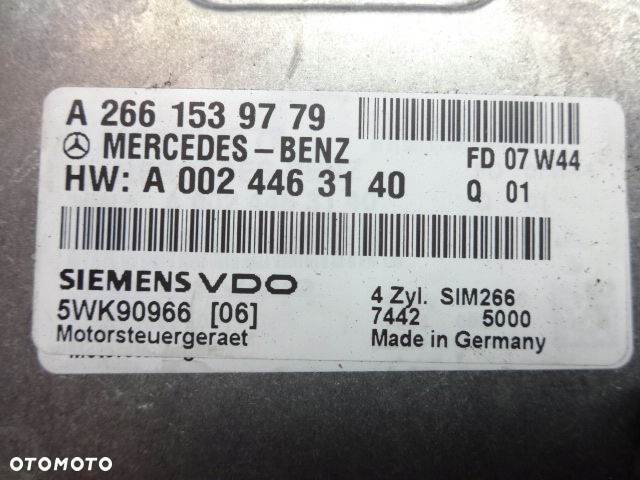 A 266 153 97 79
MERCEDES-BENZ
FD 07 W44
HW: A 002 446 31 40
Q 01
SIEMENS VDO
5WK90966 [06]
4 Zyl. SIM266
7442 5000
Motorsteuergeraet
Made in Germany
OTOMOTO